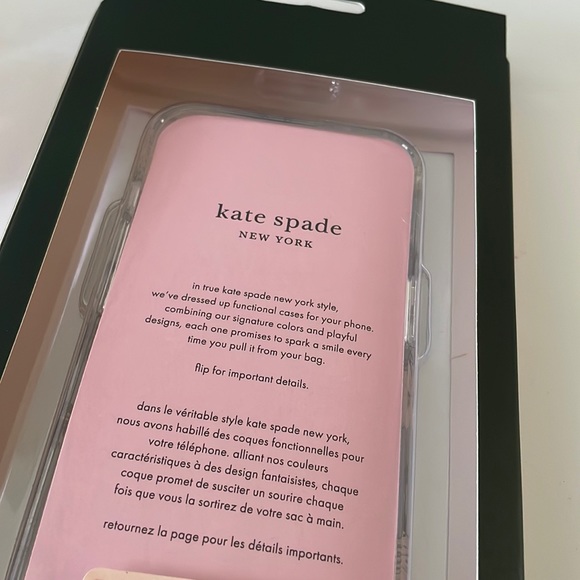 kate spade
NEW YORK
in true kate spade new york style,
we've dressed up functional cases for your phone.
combining our signature colors and playful
designs, each one promises to spark a smile every
time you pull it from your bag.
flip for important details.
dans le véritable style kate spade new york,
nous avons habillé des coques fonctionnelles pour
votre téléphone. alliant nos couleurs
caractéristiques à des design fantaisistes, chaque
coque promet de susciter un sourire chaque
fois que vous la sortirez de votre sac à main.
retournez la page pour les détails importants.